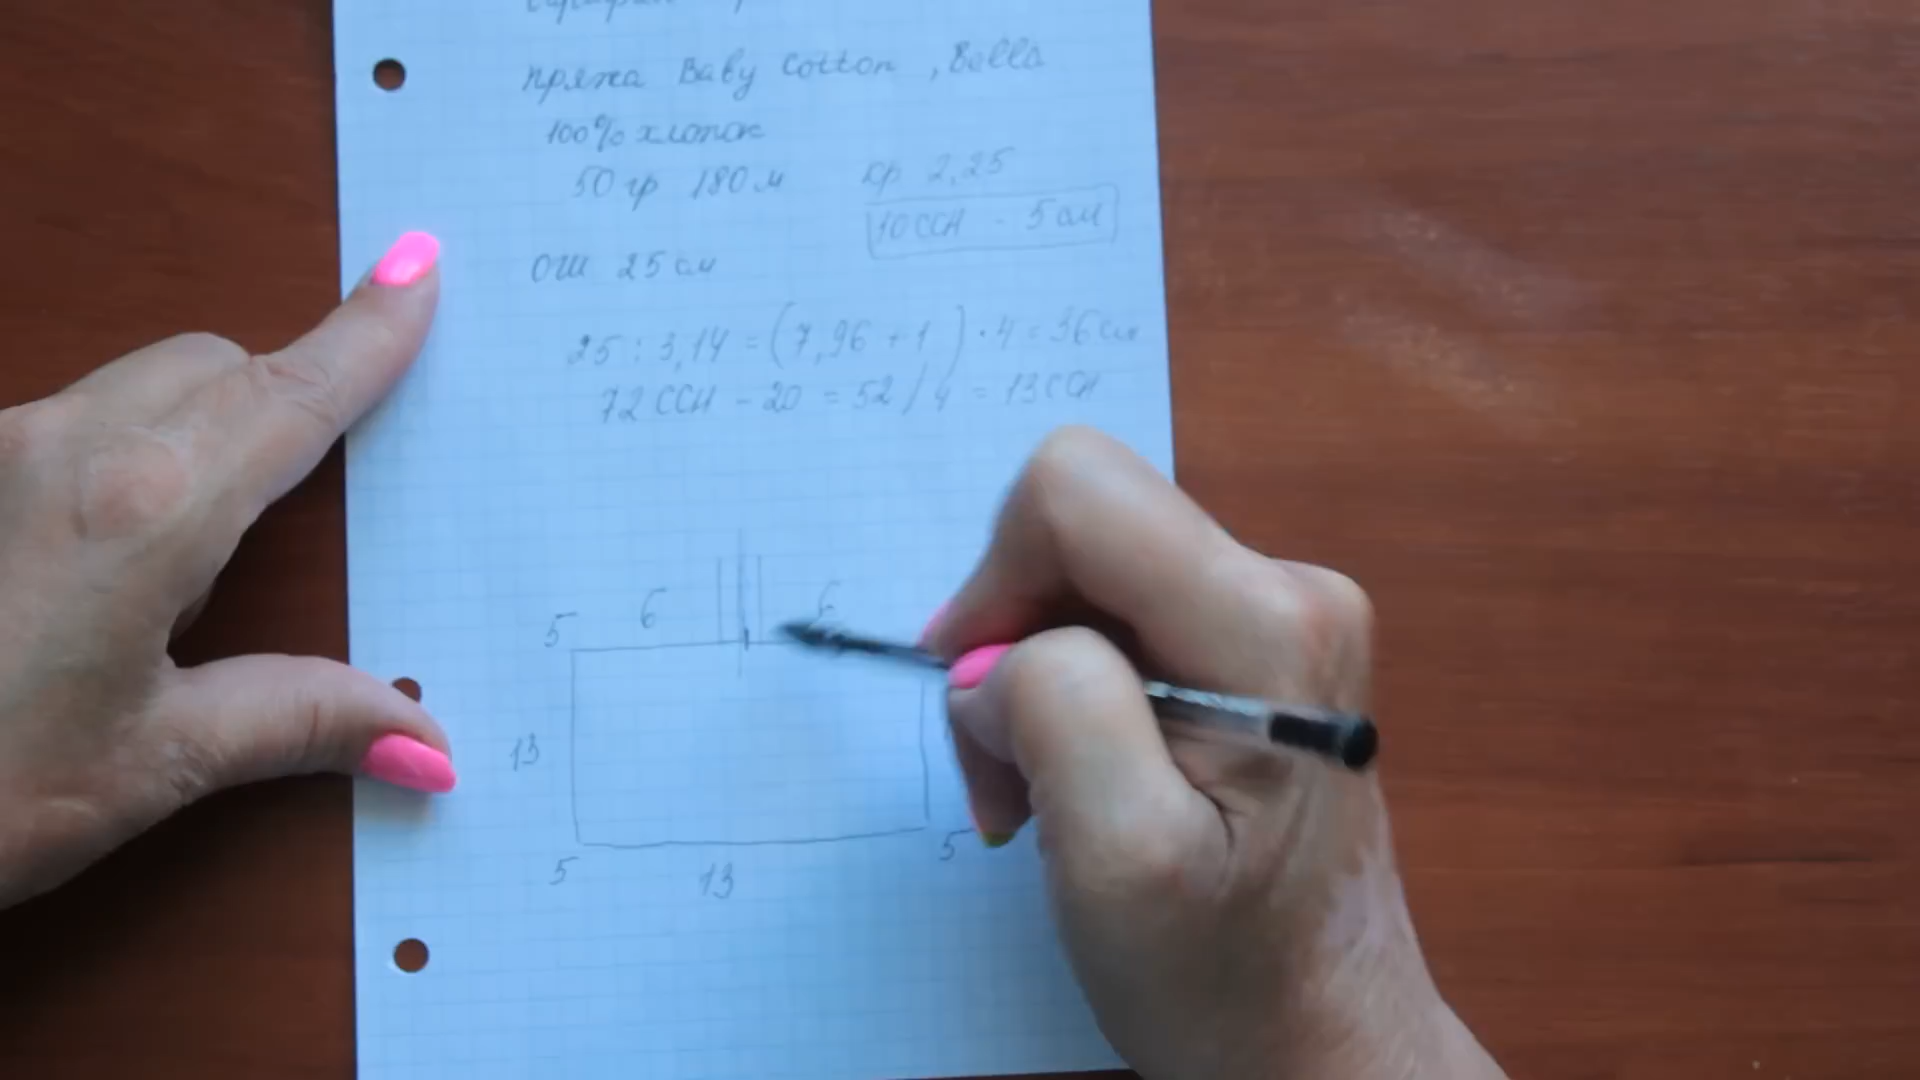 пряжа Baby Cotton, Bella
100% хлопок
50 гр 180 м кр 2,25
10 ССН - 5 см
ОШ 25 см
25 : 3,14 = (7,96 + 1) · 4 = 36 см
72 ССН - 20 = 52 / 4 = 13 ССН
5 6 6
13
5 13 5